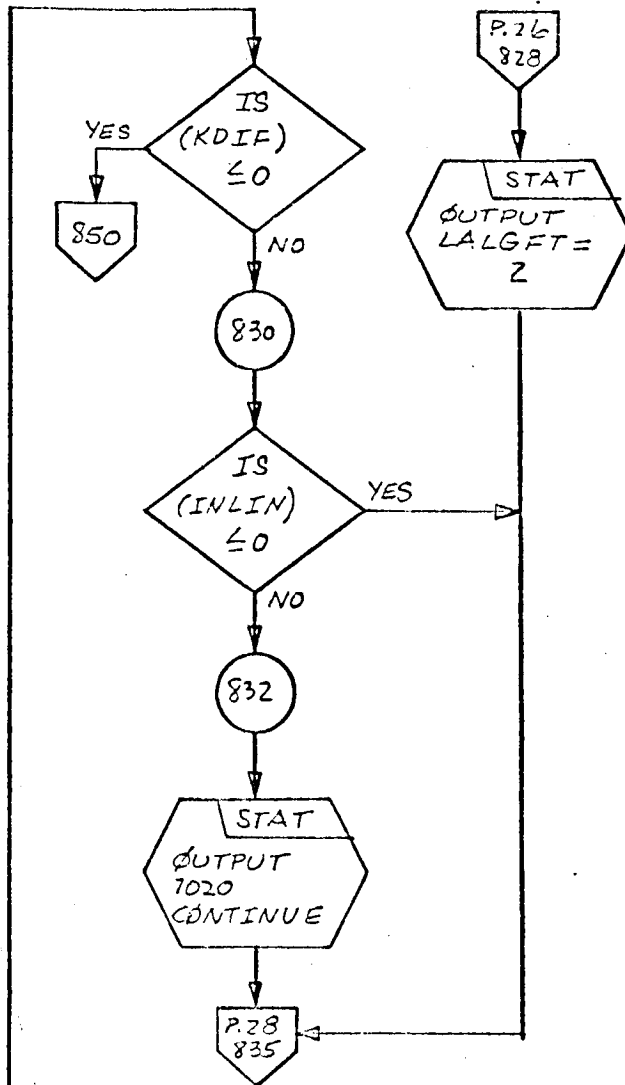 IS
(KDIF)
≤0
YES
850
NO
830
IS
(INLIN)
≤0
YES
NO
832
STAT
ØUTPUT
1020
CØNTINUE
P.28
835
P.26
828
STAT
ØUTPUT
LALGFT =
2